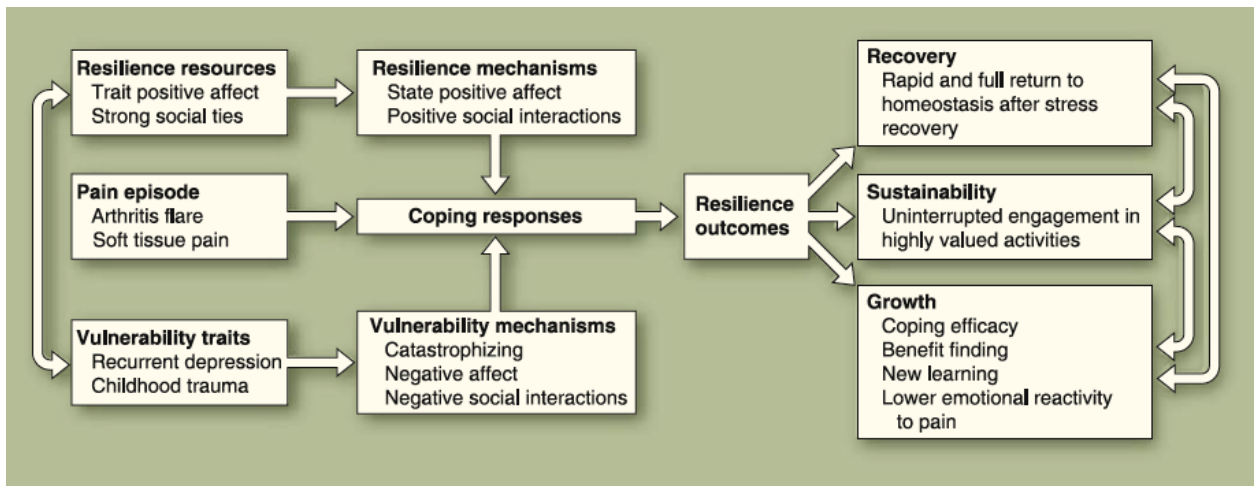 Resilience resources
Trait positive affect
Strong social ties
Resilience mechanisms
State positive affect
Positive social interactions
Pain episode
Arthritis flare
Soft tissue pain
Coping responses
Vulnerability traits
Recurrent depression
Childhood trauma
Vulnerability mechanisms
Catastrophizing
Negative affect
Negative social interactions
Resilience
outcomes
Recovery
Rapid and full return to
homeostasis after stress
recovery
Sustainability
Uninterrupted engagement in
highly valued activities
Growth
Coping efficacy
Benefit finding
New learning
Lower emotional reactivity
to pain